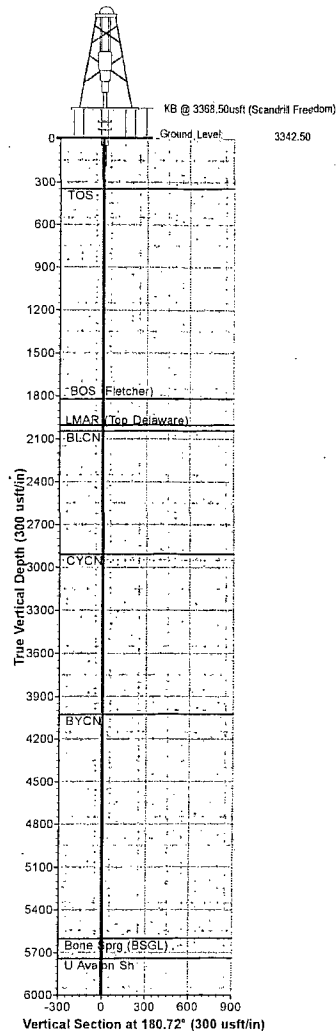 KB @ 3368.50usft (Scandrill Freedom)
Ground Level 3342.50
0
300
TOS
600
900
1200
1500
1800
BOS (Fletcher)
LMAR (Top Delaware)
2100
BLCN
2400
2700
3000
CYCN
3300
3600
3900
BYCN
4200
4500
4800
5100
5400
Bone Sprg (BSGL)
5700
U Avalon Sh
6000
-300 0 300 600 900
True Vertical Depth (300 usft/in)
Vertical Section at 180.72° (300 usft/in)